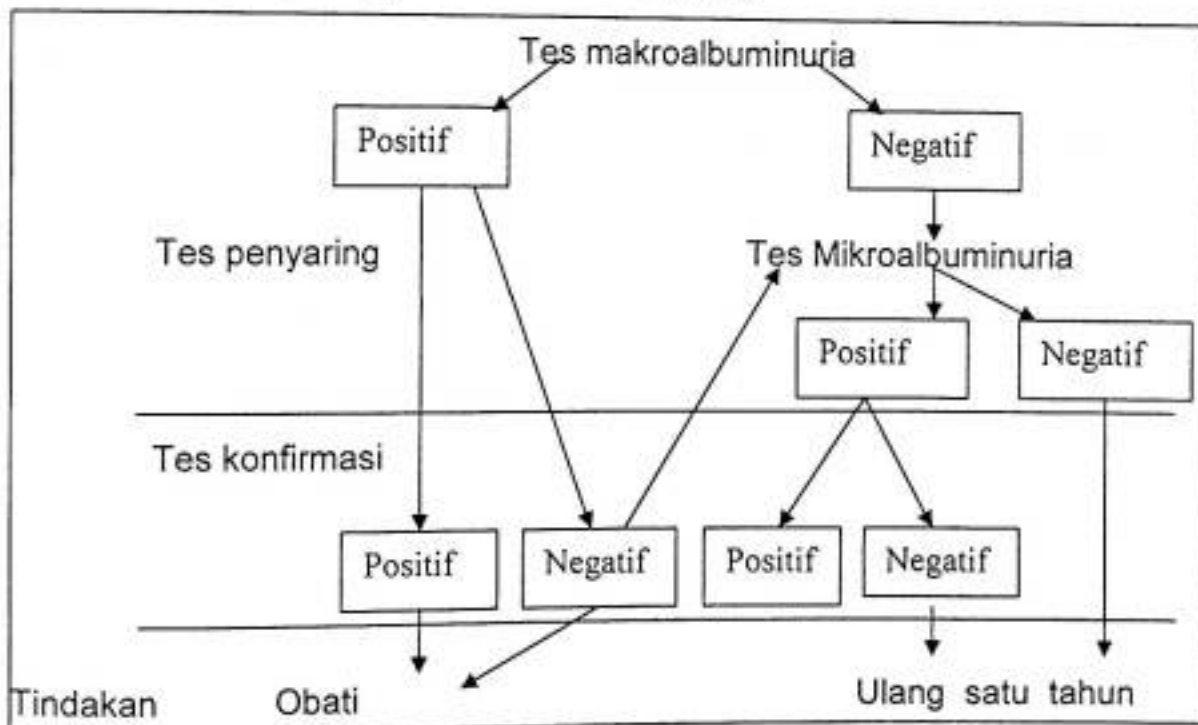 Tes makroalbuminuria
Positif
Negatif
Tes penyaring
Tes Mikroalbuminuria
Positif
Negatif
Tes konfirmasi
Positif
Negatif
Positif
Negatif
Tindakan
Obati
Ulang satu tahun